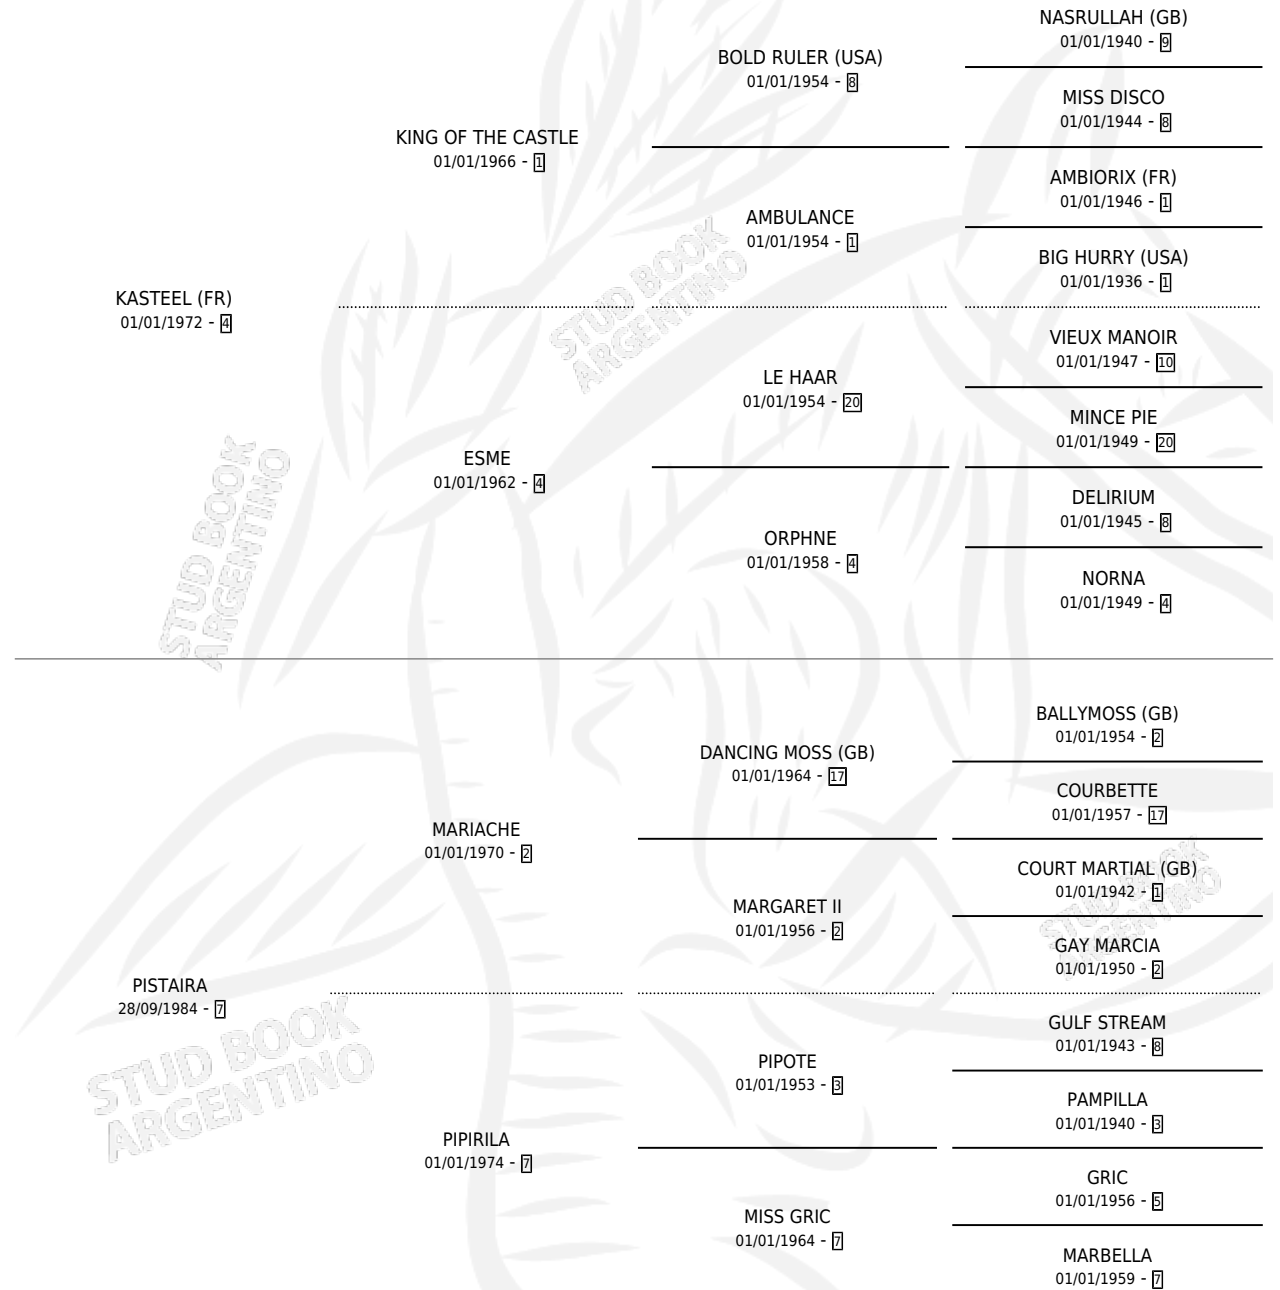 NASRULLAH (GB)
01/01/1940 - 9
BOLD RULER (USA)
01/01/1954 - 8
MISS DISCO
01/01/1944 - 8
KING OF THE CASTLE
01/01/1966 - 1
AMBIORIX (FR)
01/01/1946 - 1
AMBULANCE
01/01/1954 - 1
BIG HURRY (USA)
01/01/1936 - 1
KASTEEL (FR)
01/01/1972 - 4
VIEUX MANOIR
01/01/1947 - 10
LE HAAR
01/01/1954 - 20
MINCE PIE
01/01/1949 - 20
ESME
01/01/1962 - 4
DELIRIUM
01/01/1945 - 8
ORPHNE
01/01/1958 - 4
NORNA
01/01/1949 - 4
BALLYMOSS (GB)
01/01/1954 - 2
DANCING MOSS (GB)
01/01/1964 - 17
COURBETTE
01/01/1957 - 17
MARIACHE
01/01/1970 - 2
COURT MARTIAL (GB)
01/01/1942 - 1
MARGARET II
01/01/1956 - 2
GAY MARCIA
01/01/1950 - 2
PISTAIRA
28/09/1984 - 7
GULF STREAM
01/01/1943 - 8
PIPOTE
01/01/1953 - 3
PAMPILLA
01/01/1940 - 3
PIPIRILA
01/01/1974 - 7
GRIC
01/01/1956 - 5
MISS GRIC
01/01/1964 - 7
MARBELLA
01/01/1959 - 7
STUD BOOK
ARGENTINO
STUD BOOK
ARGENTINO
STUD BOOK
ARGENTINO
STUD BOOK
ARGENTINO